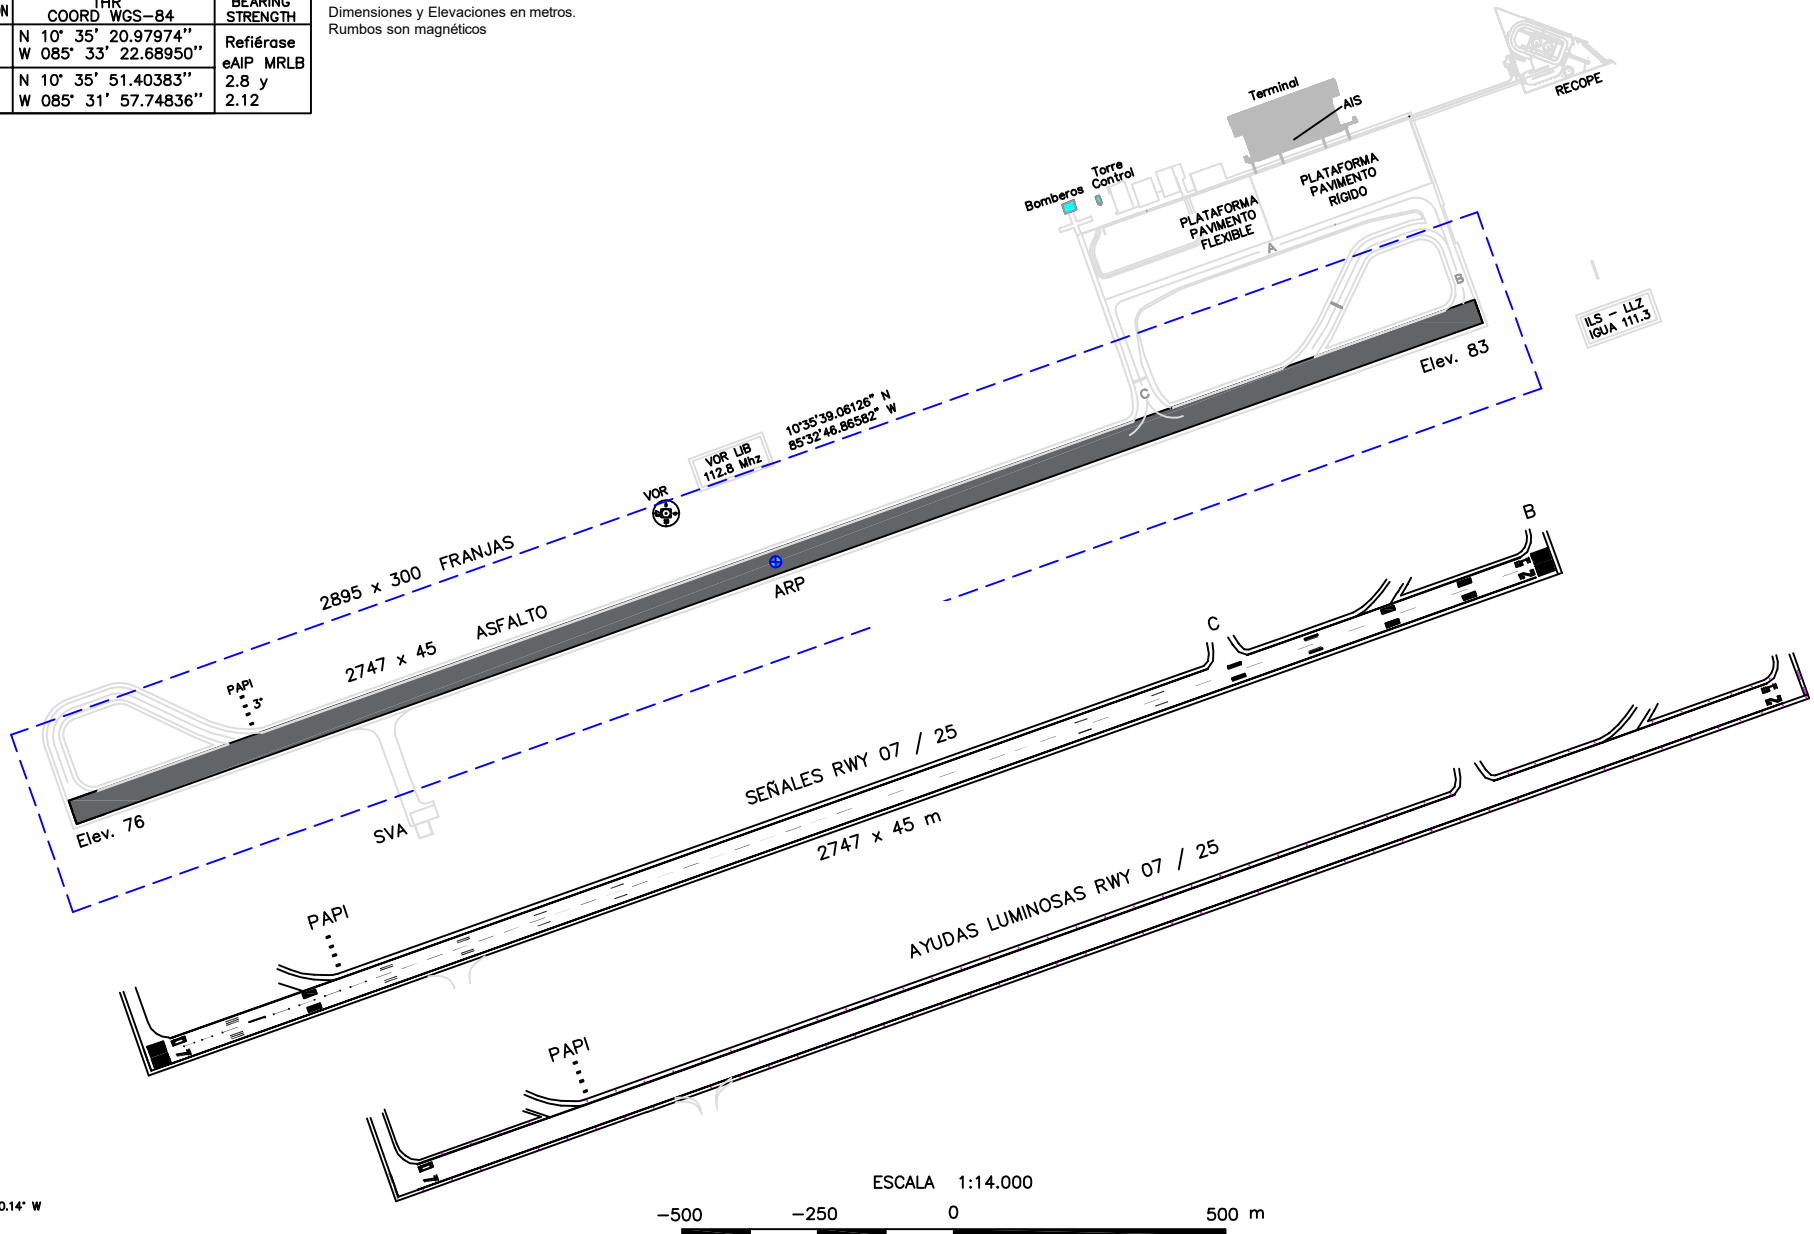 THR
COORD WGS-84
BEARING
STRENGTH
N 10° 35' 20.97974''
W 085° 33' 22.68950''
N 10° 35' 51.40383''
W 085° 31' 57.74836''
Refiérase
eAIP MRLB
2.8 y
2.12
Dimensiones y Elevaciones en metros.
Rumbos son magnéticos
RECOPE
Terminal
AIS
Torre
Control
Bomberos
PLATAFORMA
PAVIMENTO
RIGIDO
PLATAFORMA
PAVIMENTO
FLEXIBLE
A
B
ILS - LLZ
IGUA 111.3
Elev. 83
C
10°35'39.06126" N
85°32'46.86582" W
VOR LIB
112.8 Mhz
VOR
2895 x 300 FRANJAS
ARP
2747 x 45 ASFALTO
PAPI
3°
Elev. 76
SVA
B
C
SEÑALES RWY 07 / 25
2747 x 45 m
PAPI
AYUDAS LUMINOSAS RWY 07 / 25
PAPI
0.14° W
ESCALA 1:14.000
-500 -250 0 500 m